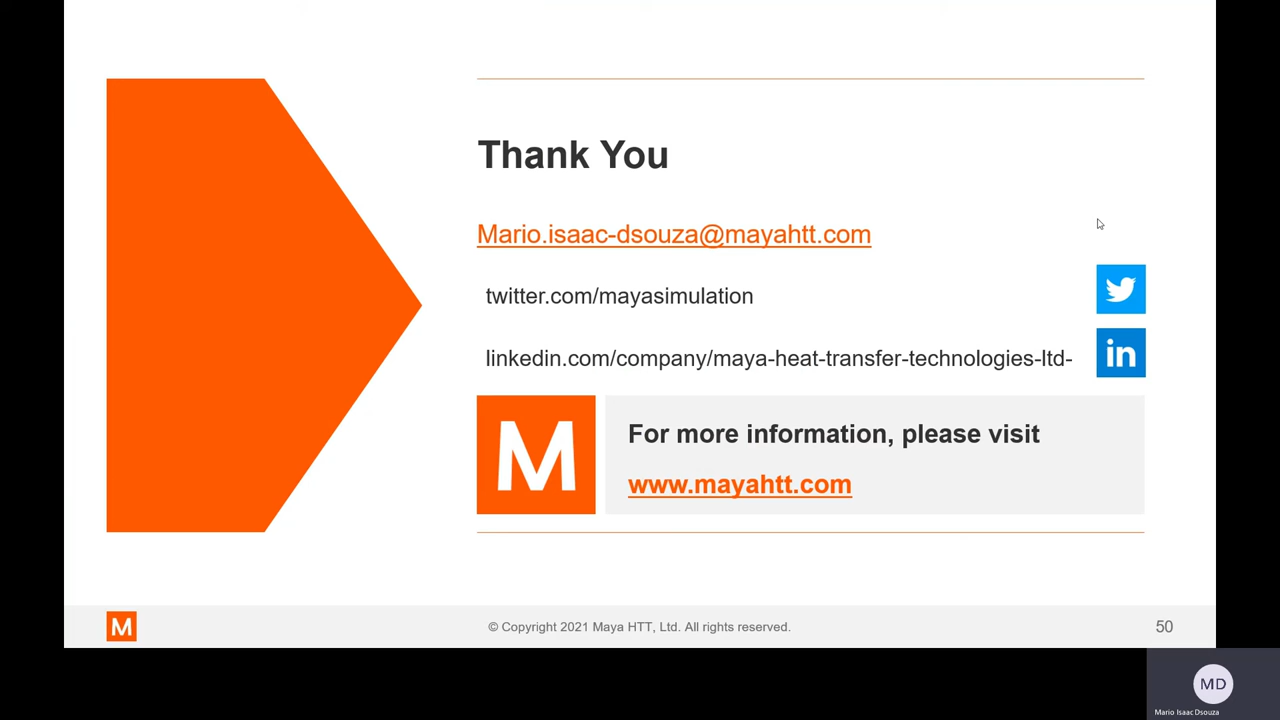 Thank You
Mario.isaac-dsouza@mayahtt.com
twitter.com/mayasimulation
linkedin.com/company/maya-heat-transfer-technologies-ltd-
in
M
For more information, please visit
www.mayahtt.com
M
© Copyright 2021 Maya HTT, Ltd. All rights reserved.
50
MD
Mario Isaac Dsouza